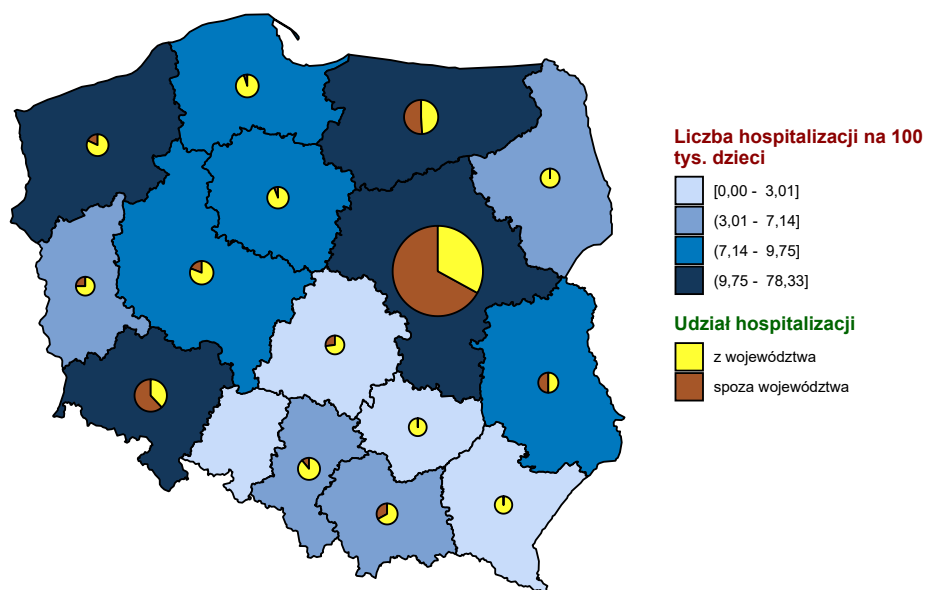 Liczba hospitalizacji na 100
tys. dzieci
[0,00 - 3,01]
(3,01 - 7,14]
(7,14 - 9,75]
(9,75 - 78,33]
Udział hospitalizacji
z województwa
spoza województwa